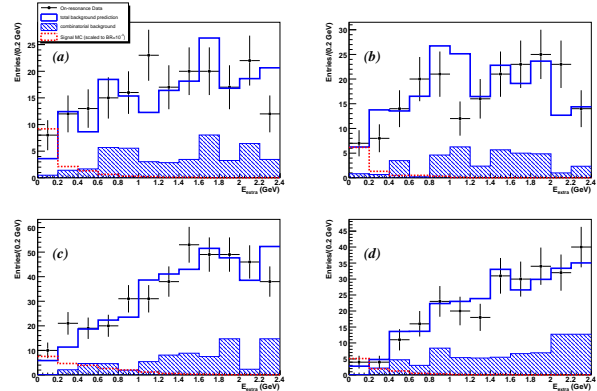 On-resonance Data
total background prediction
combinatorial background
Signal MC (scaled to BR=10⁻³)
Entries/(0.2 GeV)
(a)
25
20
15
10
5
0
0 0.2 0.4 0.6 0.8 1 1.2 1.4 1.6 1.8 2 2.2 2.4
E_extra (GeV)
Entries/(0.2 GeV)
(b)
30
25
20
15
10
5
0
0 0.2 0.4 0.6 0.8 1 1.2 1.4 1.6 1.8 2 2.2 2.4
E_extra (GeV)
Entries/(0.2 GeV)
(c)
60
50
40
30
20
10
0
0 0.2 0.4 0.6 0.8 1 1.2 1.4 1.6 1.8 2 2.2 2.4
E_extra (GeV)
Entries/(0.2 GeV)
(d)
45
40
35
30
25
20
15
10
5
0
0 0.2 0.4 0.6 0.8 1 1.2 1.4 1.6 1.8 2 2.2 2.4
E_extra (GeV)